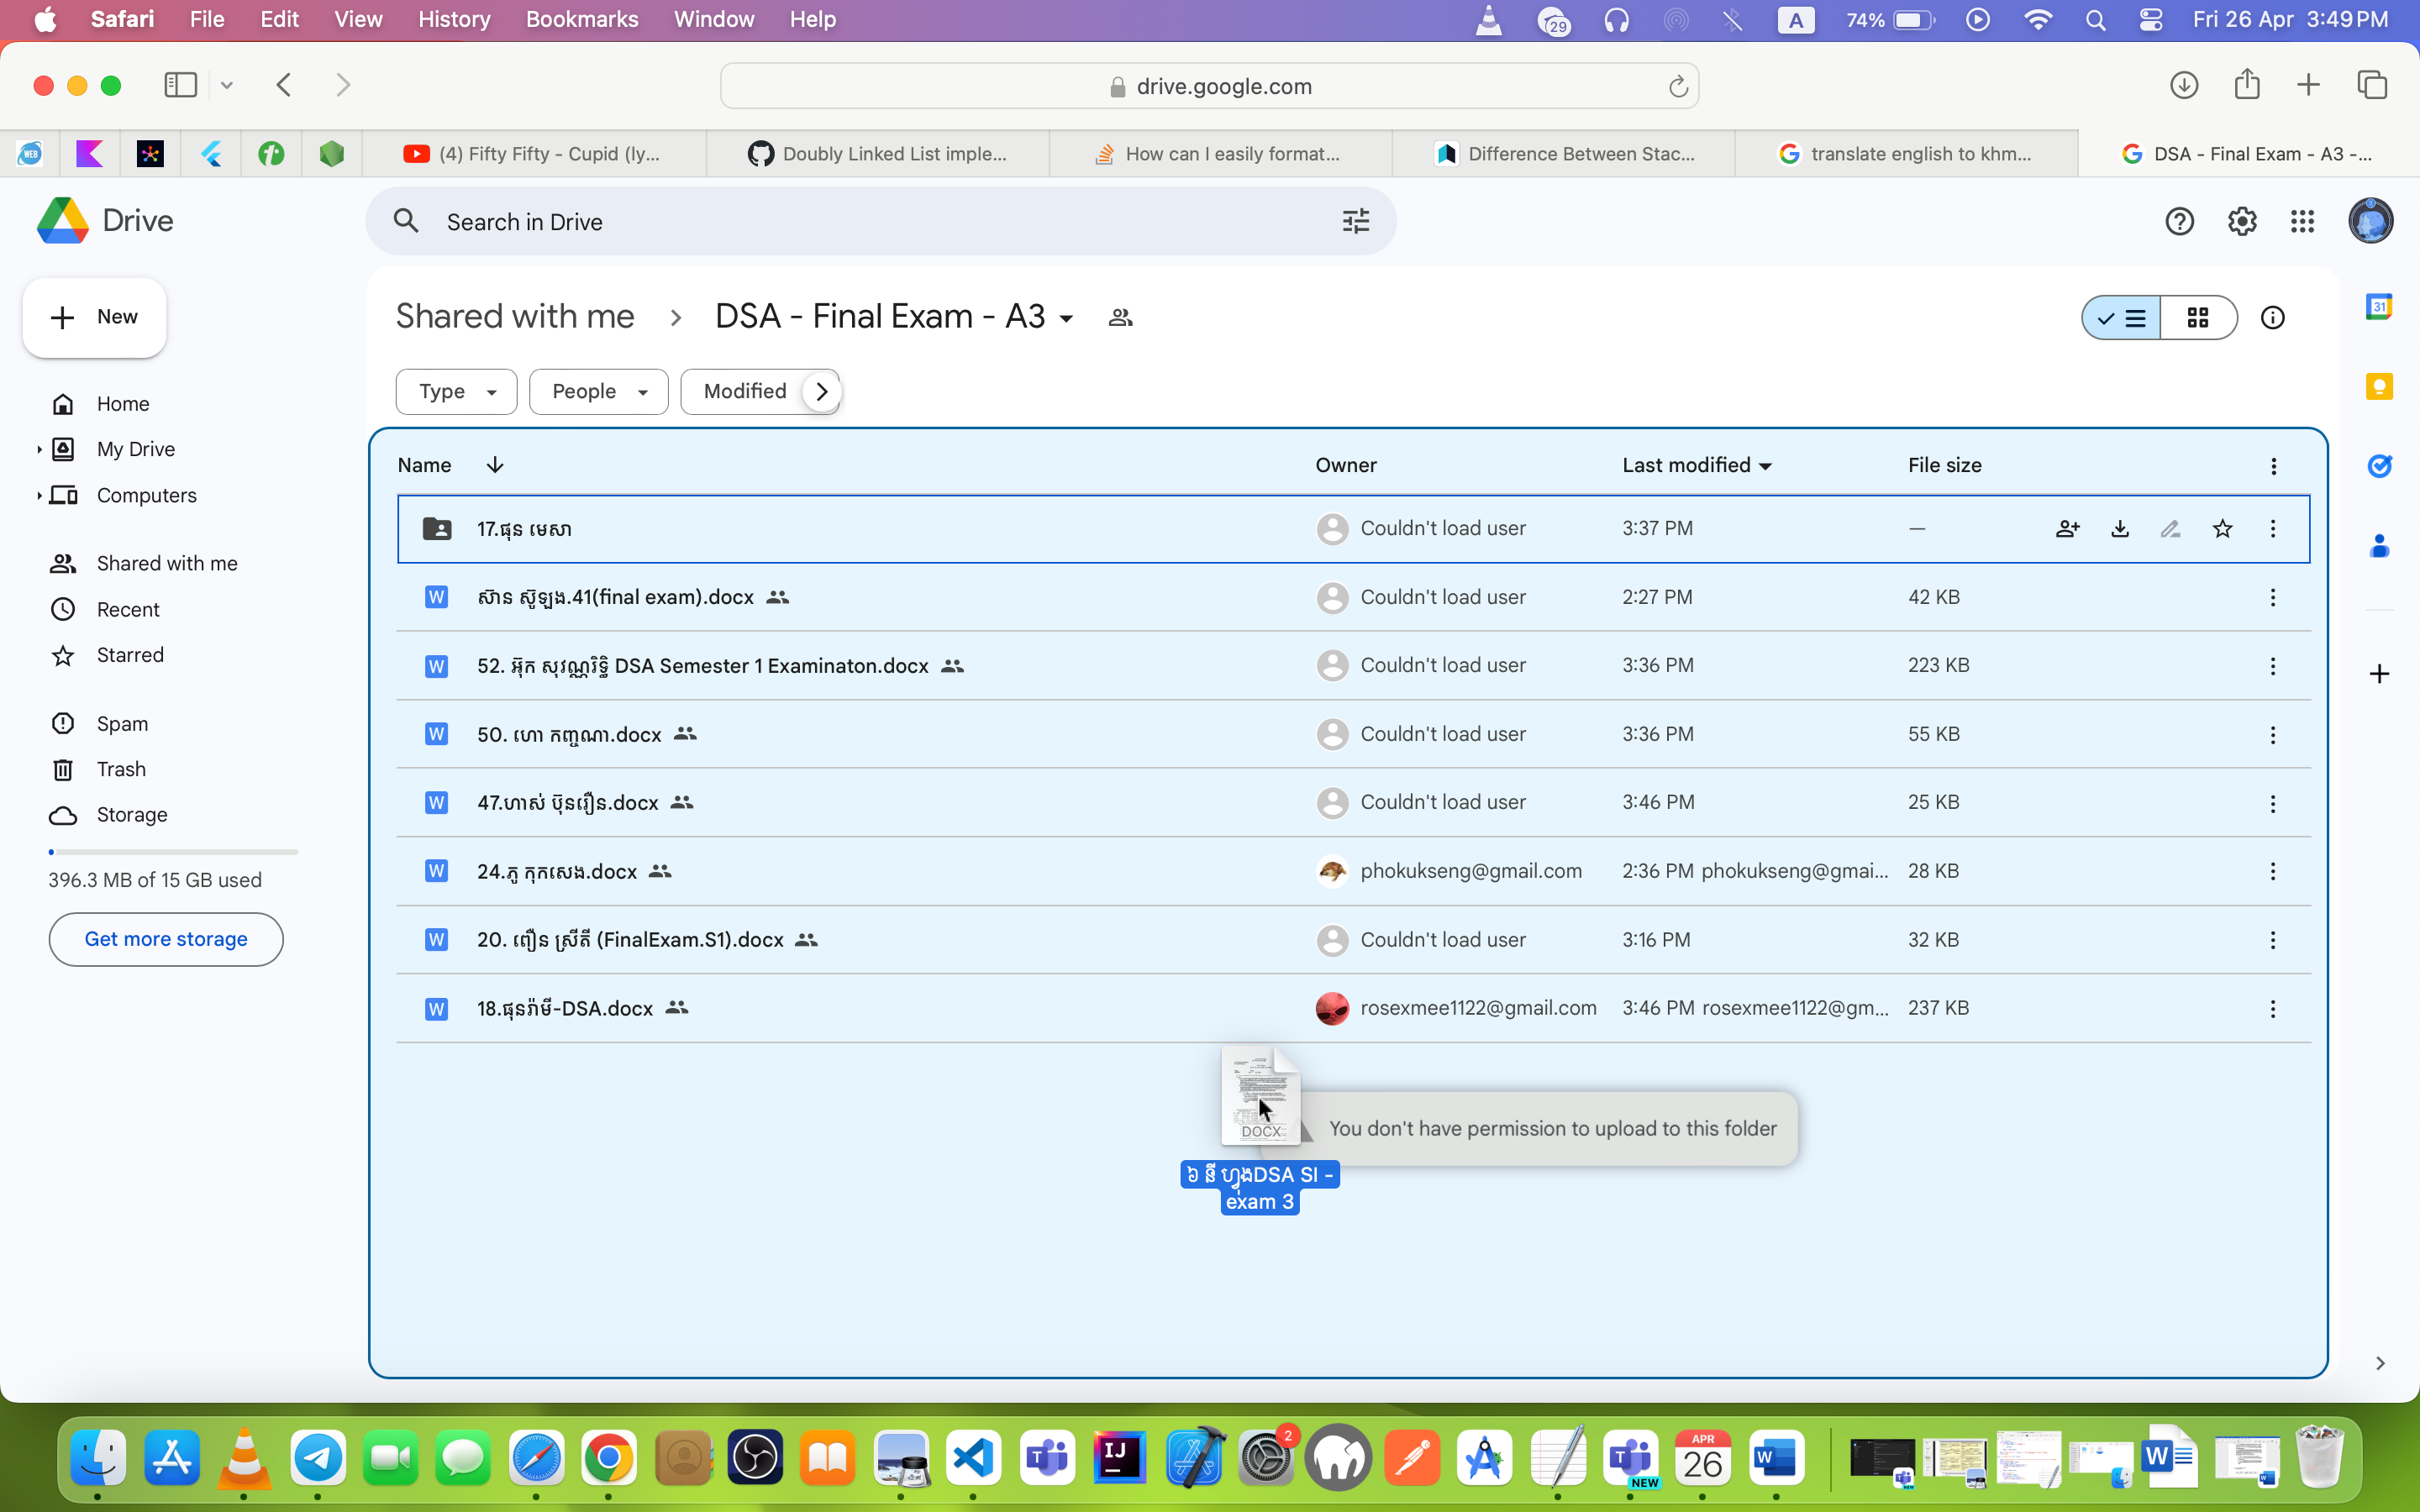 Safari File Edit View History Bookmarks Window Help 29 A 74% Fri 26 Apr 3:49 PM
drive.google.com
WEB (4) Fifty Fifty - Cupid (ly... Doubly Linked List imple... How can I easily format... Difference Between Stac... translate english to khm... DSA - Final Exam - A3 -...
Drive Search in Drive
New
Shared with me DSA - Final Exam - A3
31
Type People Modified
Home
My Drive
Computers
Shared with me
Recent
Starred
Spam
Trash
Storage
396.3 MB of 15 GB used
Get more storage
Name Owner Last modified File size
17.ផុន មេសា Couldn't load user 3:37 PM —
ស៊ាន ស៊ូឡុង.41(final exam).docx Couldn't load user 2:27 PM 42 KB
52. អ៊ុក សុវណ្ណរិទ្ធិ DSA Semester 1 Examinaton.docx Couldn't load user 3:36 PM 223 KB
50. ហោ កញ្ចណា.docx Couldn't load user 3:36 PM 55 KB
47.ហាស់ ប៊ុនរឿន.docx Couldn't load user 3:46 PM 25 KB
24.ភូ កុកសេង.docx phokukseng@gmail.com 2:36 PM phokukseng@gmai... 28 KB
20. ពឿន ស្រីតី (FinalExam.S1).docx Couldn't load user 3:16 PM 32 KB
18.ផុនរ៉ាមី-DSA.docx rosexmee1122@gmail.com 3:46 PM rosexmee1122@gm... 237 KB
DOCX
You don't have permission to upload to this folder
៦ នី ហ្វុងDSA SI -
exam 3
2
IJ
NEW
APR
26
W